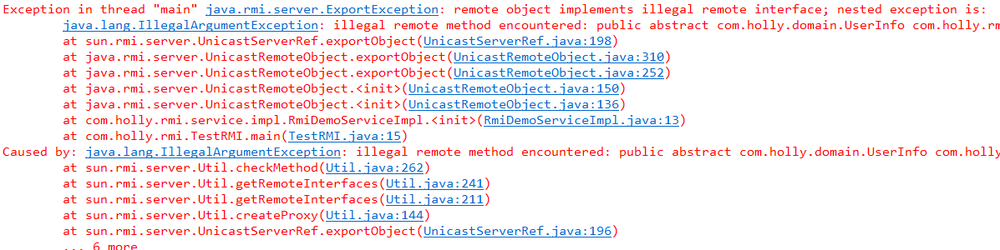 Exception in thread "main" java.rmi.server.ExportException: remote object implements illegal remote interface; nested exception is:
java.lang.IllegalArgumentException: illegal remote method encountered: public abstract com.holly.domain.UserInfo com.holly.rm
at sun.rmi.server.UnicastServerRef.exportObject(UnicastServerRef.java:198)
at java.rmi.server.UnicastRemoteObject.exportObject(UnicastRemoteObject.java:310)
at java.rmi.server.UnicastRemoteObject.exportObject(UnicastRemoteObject.java:252)
at java.rmi.server.UnicastRemoteObject.<init>(UnicastRemoteObject.java:150)
at java.rmi.server.UnicastRemoteObject.<init>(UnicastRemoteObject.java:136)
at com.holly.rmi.service.impl.RmiDemoServiceImpl.<init>(RmiDemoServiceImpl.java:13)
at com.holly.rmi.TestRMI.main(TestRMI.java:15)
Caused by: java.lang.IllegalArgumentException: illegal remote method encountered: public abstract com.holly.domain.UserInfo com.holly
at sun.rmi.server.Util.checkMethod(Util.java:262)
at sun.rmi.server.Util.getRemoteInterfaces(Util.java:241)
at sun.rmi.server.Util.getRemoteInterfaces(Util.java:211)
at sun.rmi.server.Util.createProxy(Util.java:144)
at sun.rmi.server.UnicastServerRef.exportObject(UnicastServerRef.java:196)
... 6 more